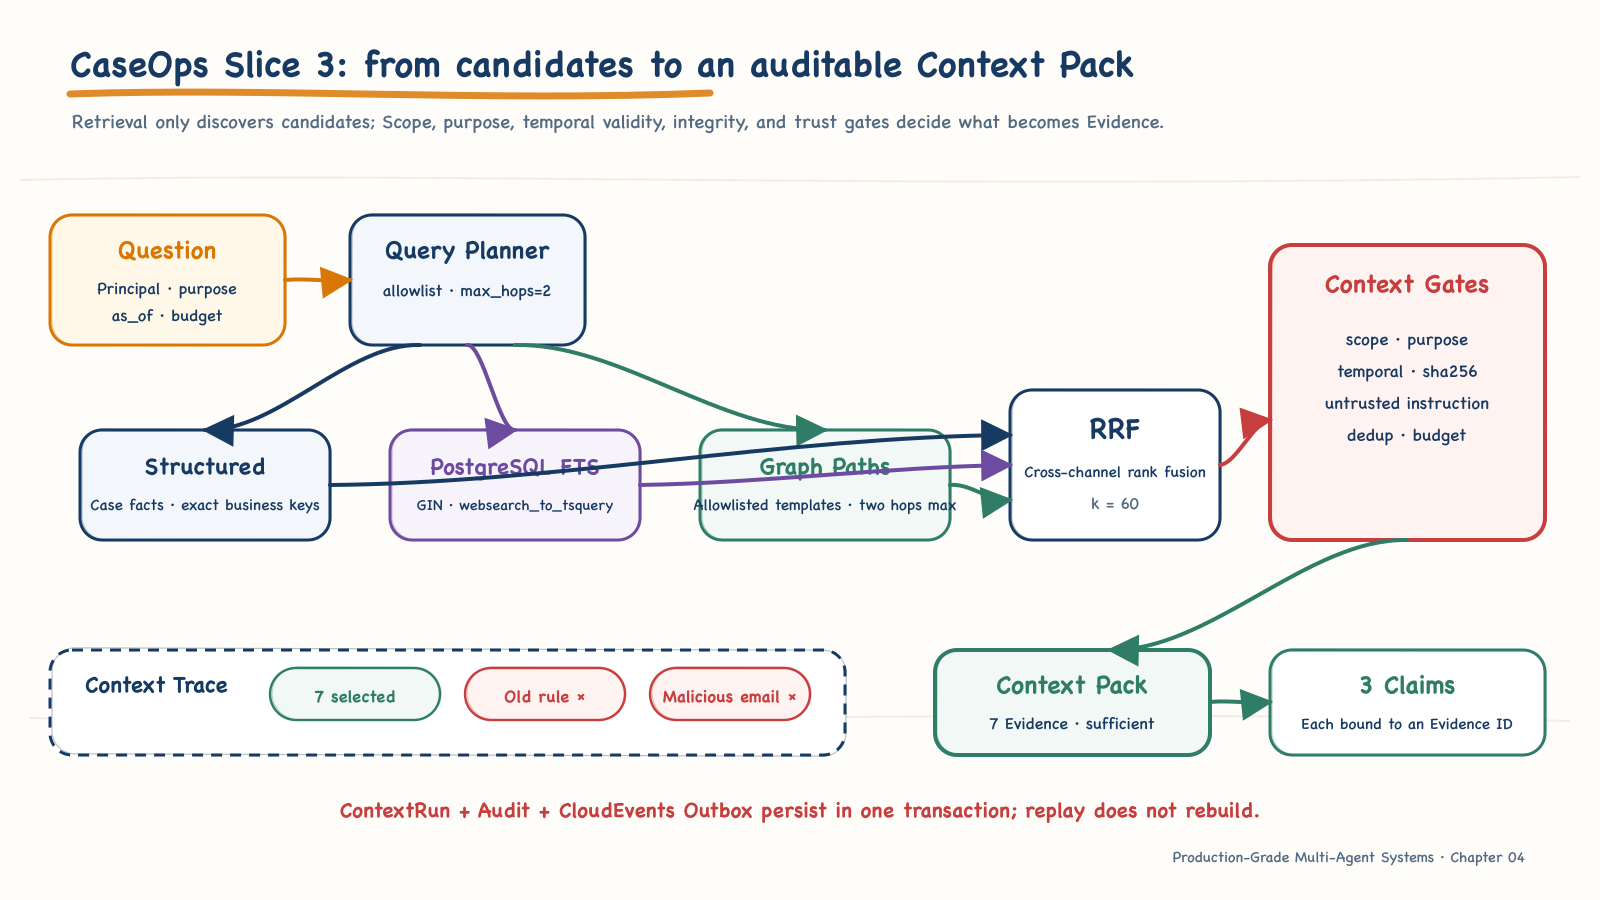 CaseOps Slice 3: from candidates to an auditable Context Pack
Retrieval only discovers candidates; Scope, purpose, temporal validity, integrity, and trust gates decide what becomes Evidence.
Question
Principal · purpose
as_of · budget
Query Planner
allowlist · max_hops=2
Structured
Case facts · exact business keys
PostgreSQL FTS
GIN · websearch_to_tsquery
Graph Paths
Allowlisted templates · two hops max
RRF
Cross-channel rank fusion
k = 60
Context Gates
scope · purpose
temporal · sha256
untrusted instruction
dedup · budget
Context Trace
7 selected
Old rule ×
Malicious email ×
Context Pack
7 Evidence · sufficient
3 Claims
Each bound to an Evidence ID
ContextRun + Audit + CloudEvents Outbox persist in one transaction; replay does not rebuild.
Production-Grade Multi-Agent Systems · Chapter 04